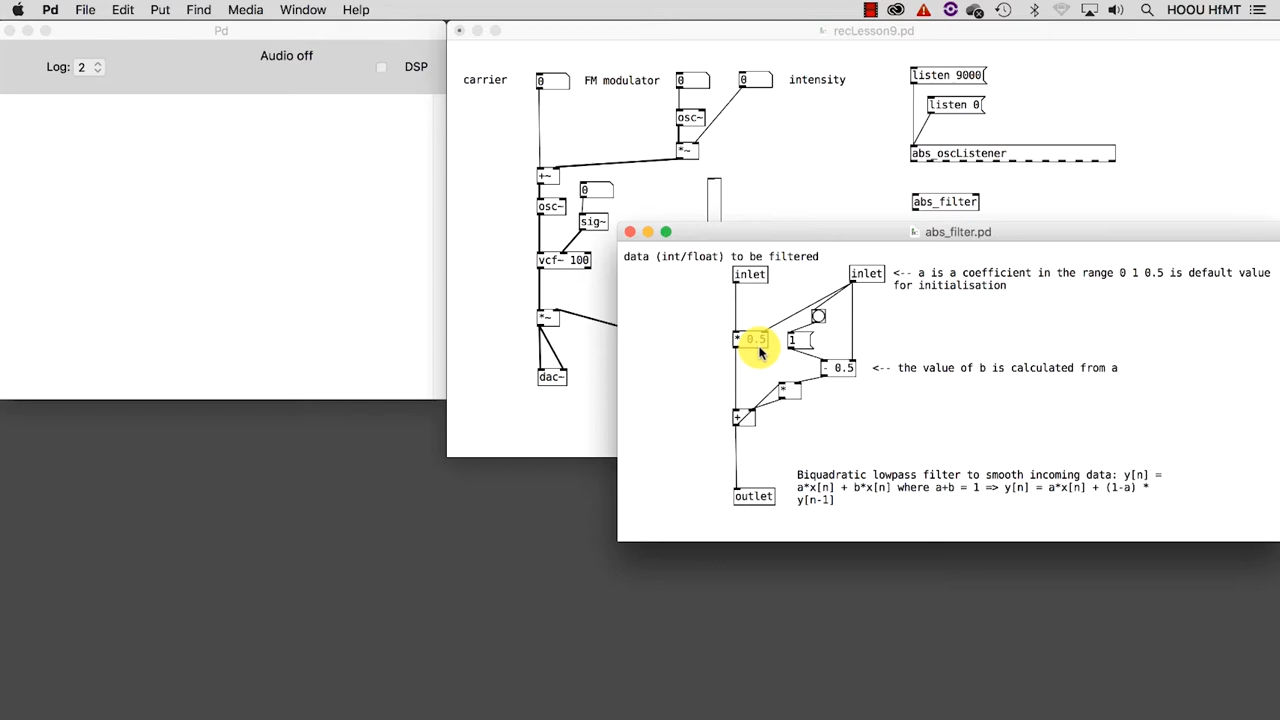 Pd File Edit Put Find Media Window Help HOOU HfMT
Pd
Audio off
Log: 2 DSP
recLesson9.pd
carrier 0 FM modulator 0 0 intensity
listen 9000
listen 0
osc~
*~
abs_oscListener
+~
0
osc~
sig~
abs_filter
vcf~ 100
*~
dac~
abs_filter.pd
data (int/float) to be filtered
inlet
inlet
<-- a is a coefficient in the range 0 1 0.5 is default value
for initialisation
* 0.5
1
- 0.5
<-- the value of b is calculated from a
*
+
outlet
Biquadratic lowpass filter to smooth incoming data: y[n] =
a*x[n] + b*x[n] where a+b = 1 => y[n] = a*x[n] + (1-a) *
y[n-1]